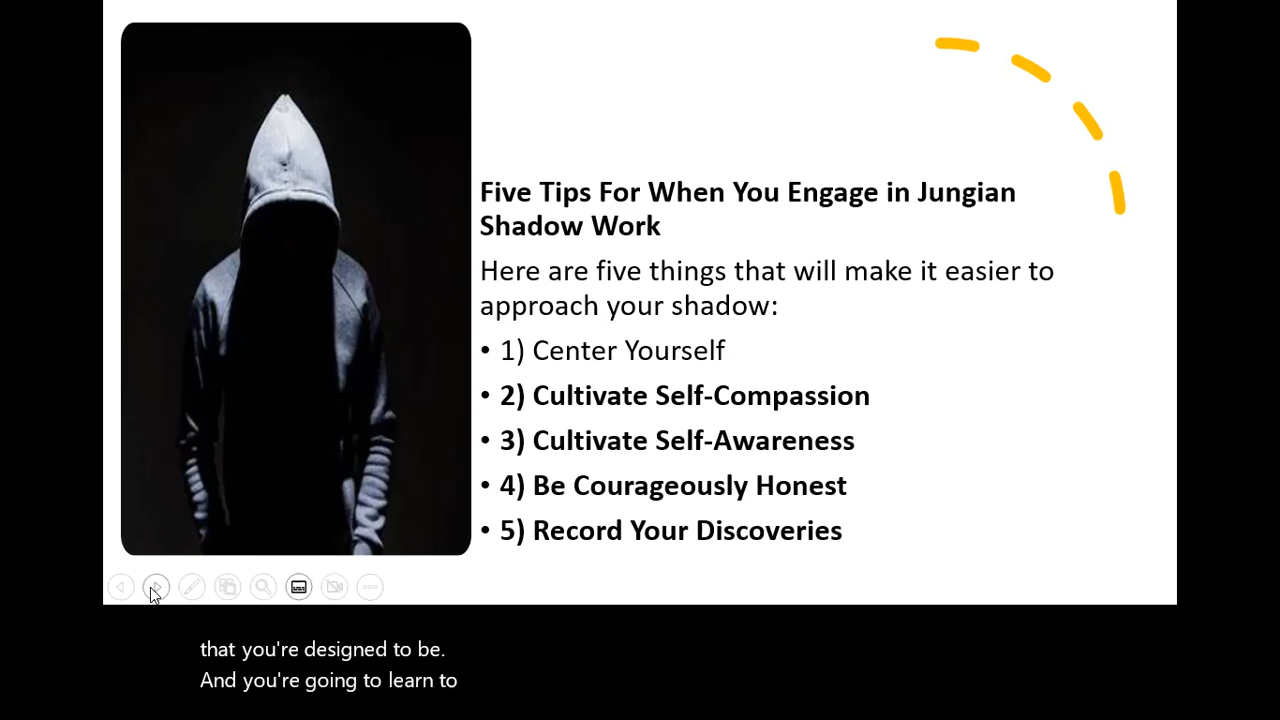 Five Tips For When You Engage in Jungian
Shadow Work
Here are five things that will make it easier to
approach your shadow:
• 1) Center Yourself
• 2) Cultivate Self-Compassion
• 3) Cultivate Self-Awareness
• 4) Be Courageously Honest
• 5) Record Your Discoveries
that you're designed to be.
And you're going to learn to